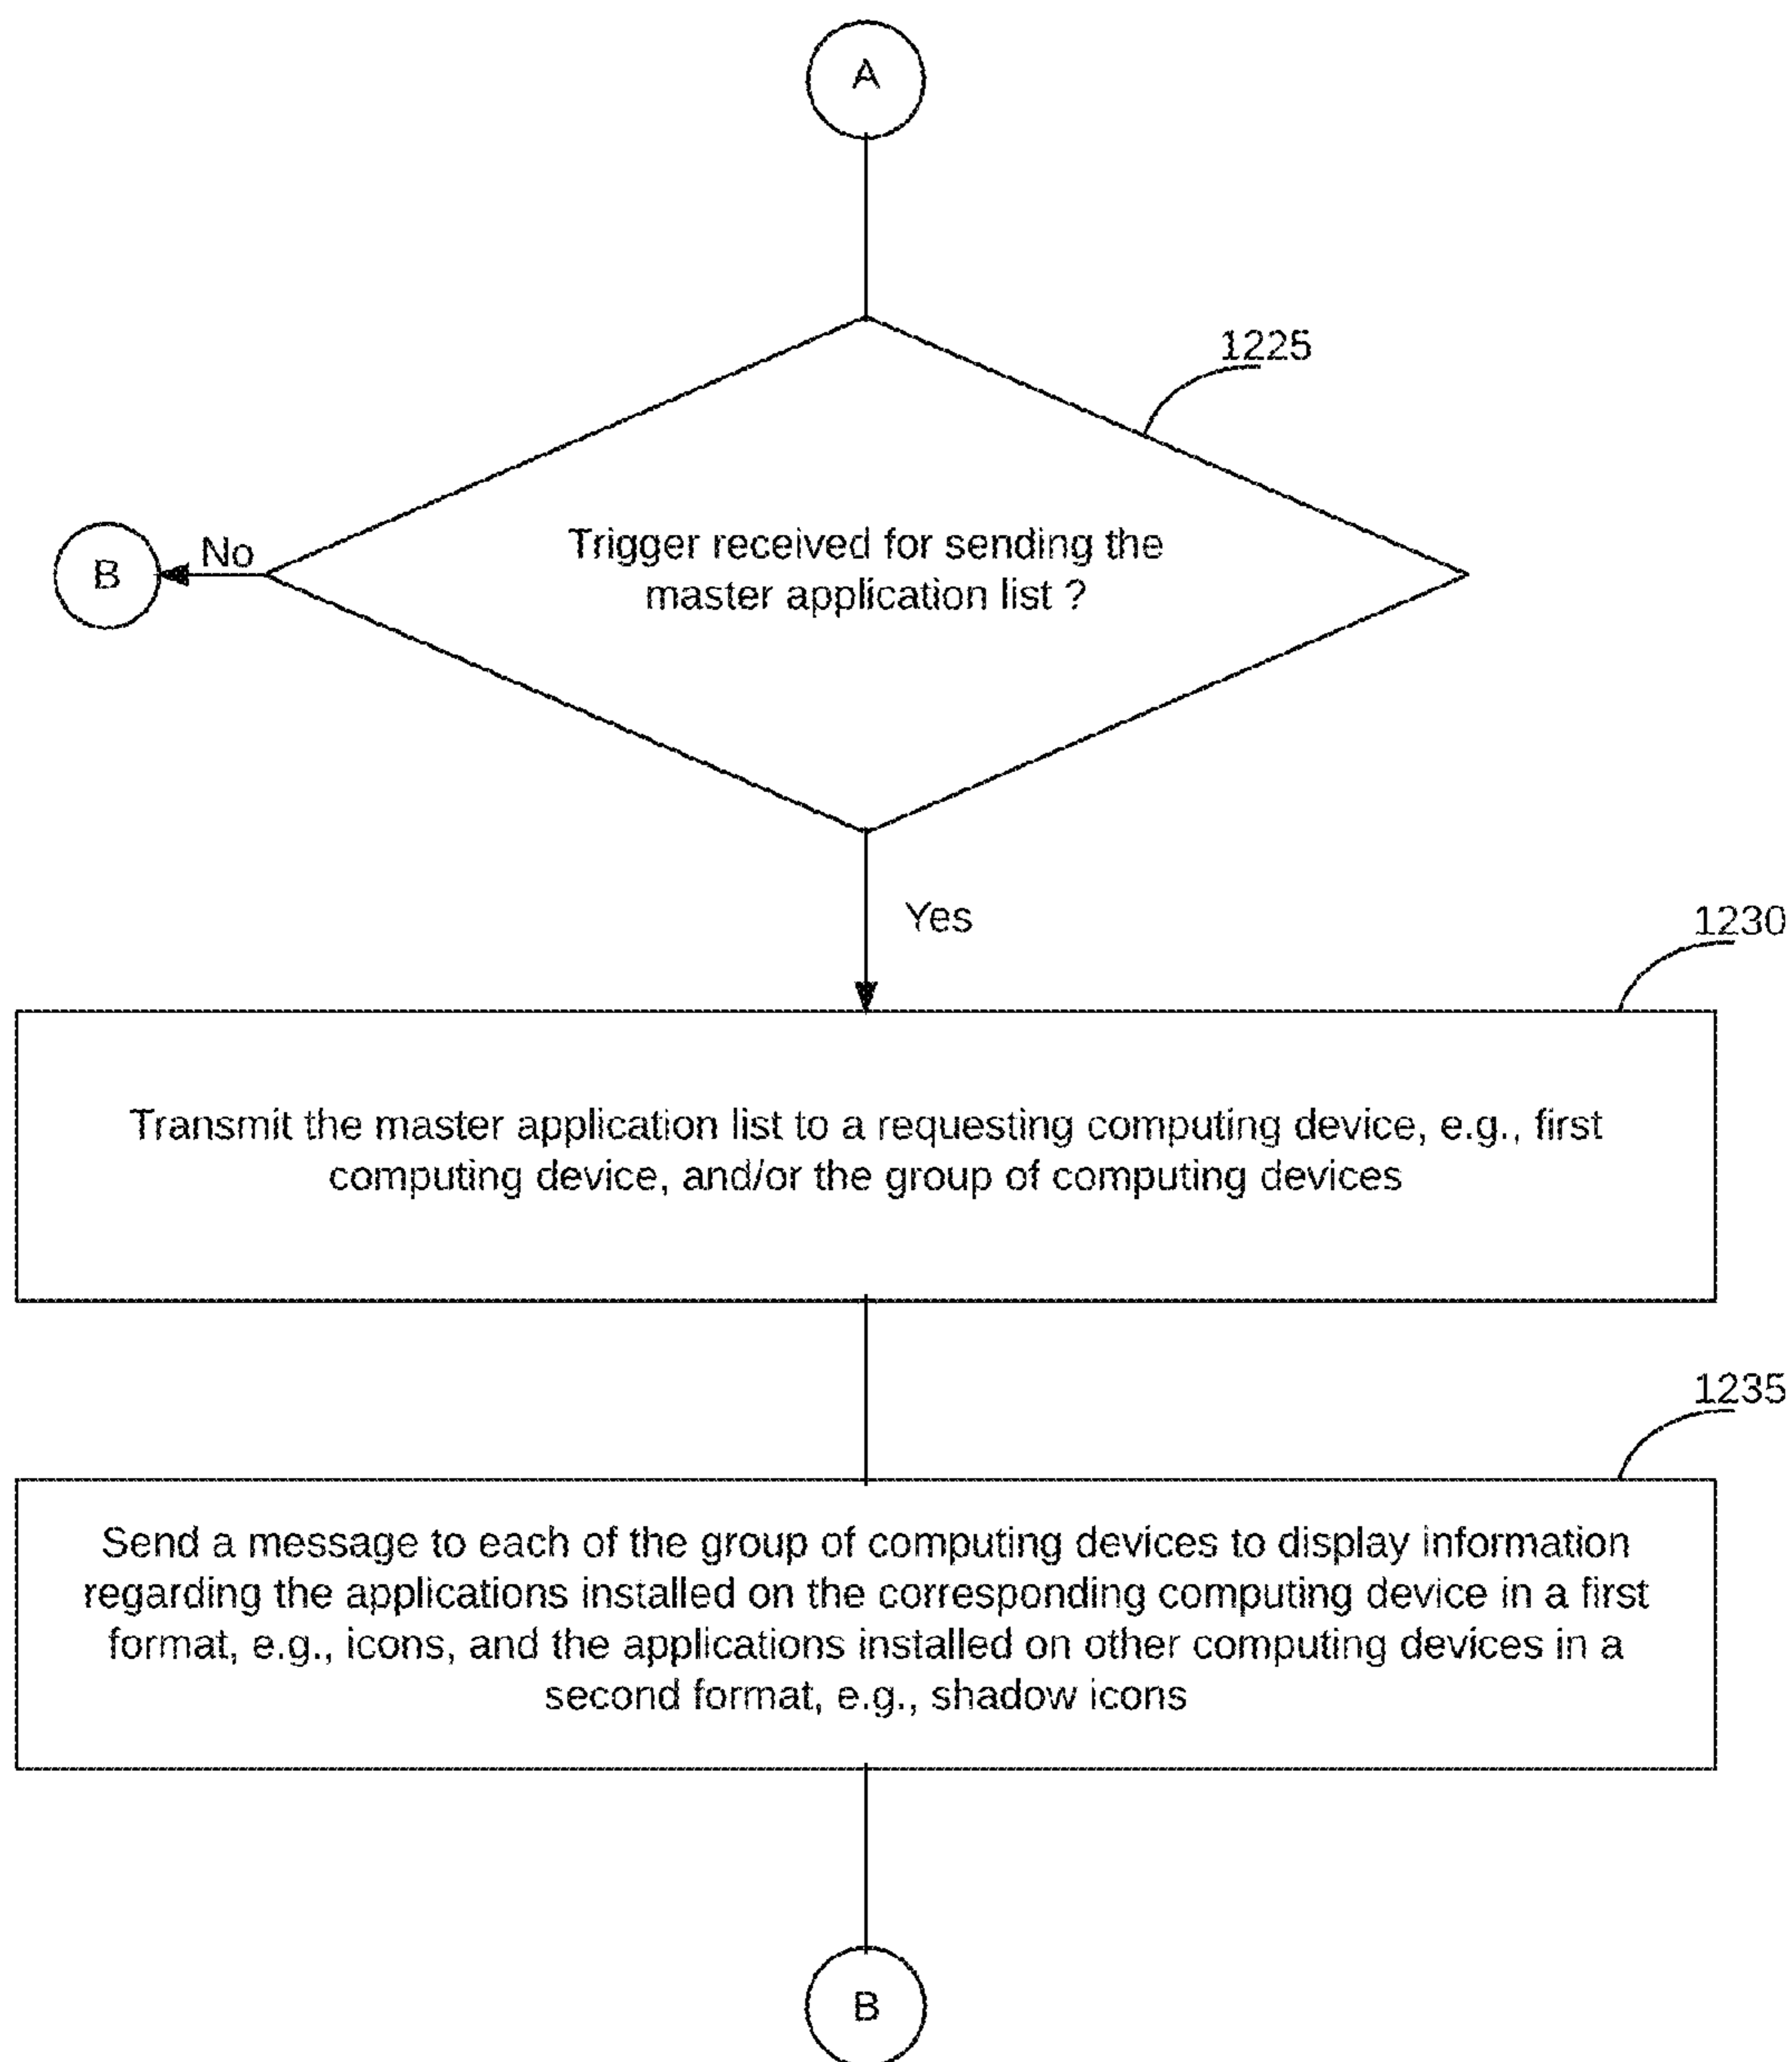 A
1225
Trigger received for sending the
master application list ?
No
B
Yes
1230
Transmit the master application list to a requesting computing device, e.g., first
computing device, and/or the group of computing devices
1235
Send a message to each of the group of computing devices to display information
regarding the applications installed on the corresponding computing device in a first
format, e.g., icons, and the applications installed on other computing devices in a
second format, e.g., shadow icons
B